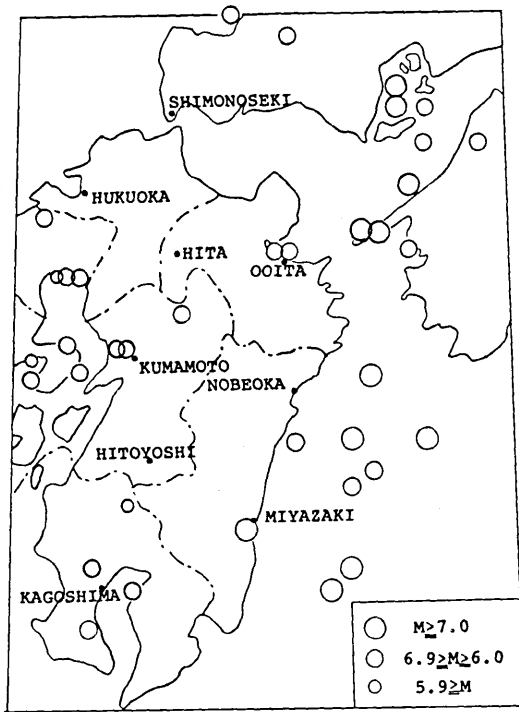 SHIMONOSEKI
HUKUOKA
HITA
OOITA
KUMAMOTO
NOBEOKA
HITOYOSHI
MIYAZAKI
KAGOSHIMA
M≥7.0
6.9≥M≥6.0
5.9≥M